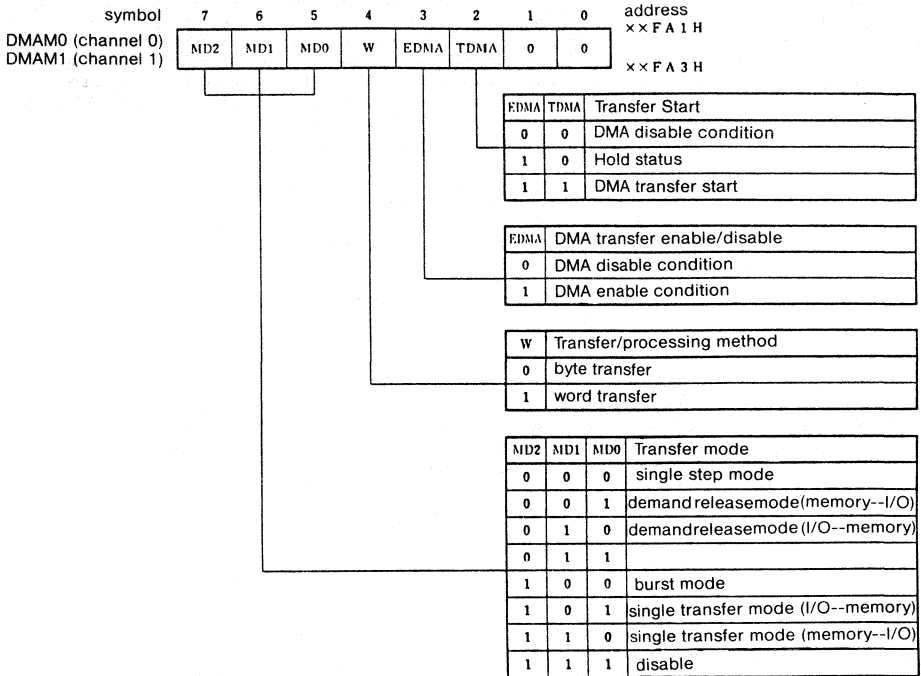 symbol 7 6 5 4 3 2 1 0 address
××FA1H
DMAM0 (channel 0)
DMAM1 (channel 1)
MD2 MD1 MD0 W EDMA TDMA 0 0
××FA3H
EDMA TDMA Transfer Start
0 0 DMA disable condition
1 0 Hold status
1 1 DMA transfer start
EDMA DMA transfer enable/disable
0 DMA disable condition
1 DMA enable condition
W Transfer/processing method
0 byte transfer
1 word transfer
MD2 MD1 MD0 Transfer mode
0 0 0 single step mode
0 0 1 demand releasemode(memory--I/O)
0 1 0 demandreleasemode (I/O--memory)
0 1 1
1 0 0 burst mode
1 0 1 single transfer mode (I/O--memory)
1 1 0 single transfer mode (memory--I/O)
1 1 1 disable